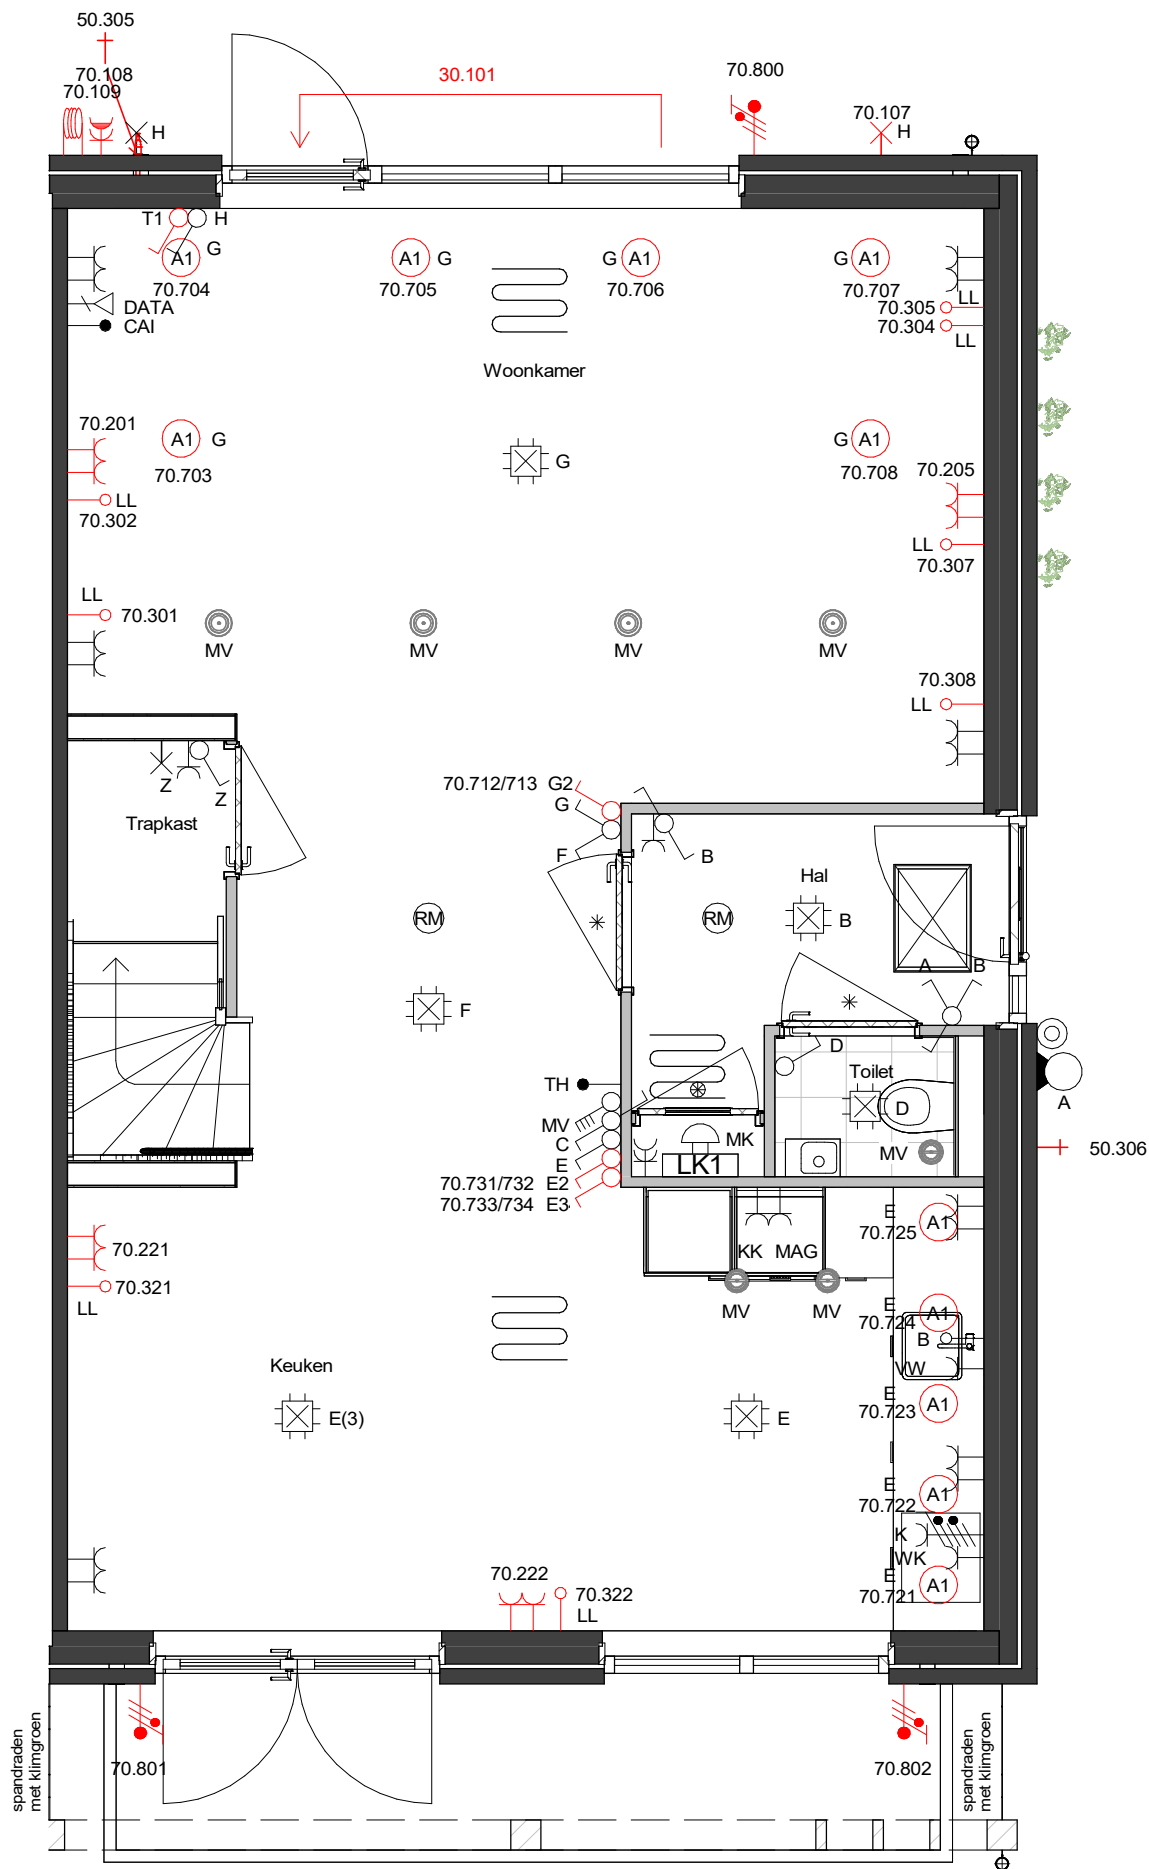 50.305
70.108
70.109
H
30.101
70.800
70.107
H
T1
H
G
A1
70.704
A1
G
70.705
G
A1
70.706
G
A1
70.707
DATA
CAI
70.305
LL
70.304
LL
Woonkamer
70.201
A1
G
70.703
LL
70.302
G
G
A1
70.708
70.205
LL
70.307
LL
70.301
MV
MV
MV
MV
70.308
LL
Z
Z
Trapkast
70.712/713
G2
G
F
B
Hal
B
RM
RM
F
A
B
D
Toilet
D
TH
MV
C
E
70.731/732
E2
70.733/734
E3
MK
LK1
MV
A
50.306
KK
MAG
MV
MV
E
A1
70.725
70.221
70.321
LL
E
A1
70.724
B
VW
Keuken
E(3)
E
E
A1
70.723
E
A1
70.722
K
WK
E
A1
70.721
70.222
70.322
LL
70.801
70.802
spandraden
met klimgroen
spandraden
met klimgroen